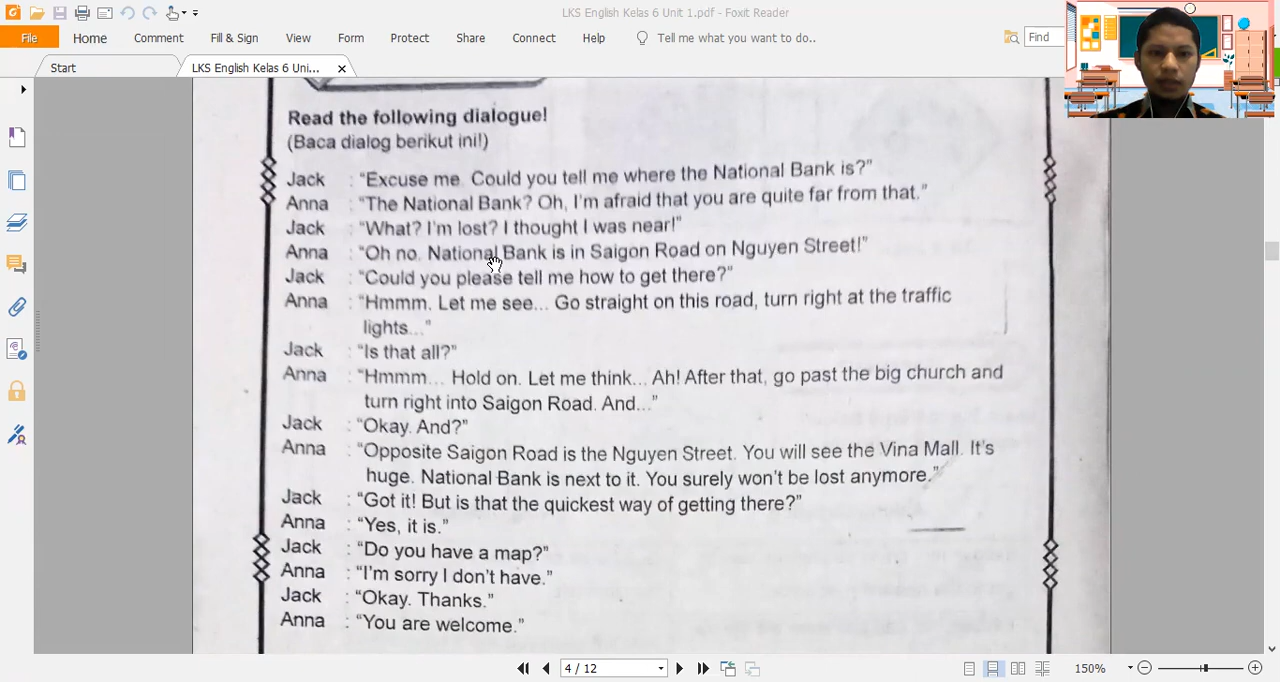 LKS English Kelas 6 Unit 1.pdf - Foxit Reader
File Home Comment Fill & Sign View Form Protect Share Connect Help Tell me what you want to do.. Find
Start LKS English Kelas 6 Uni...
Read the following dialogue!
(Baca dialog berikut ini!)
Jack : “Excuse me. Could you tell me where the National Bank is?”
Anna : “The National Bank? Oh, I'm afraid that you are quite far from that.”
Jack : “What? I'm lost? I thought I was near!”
Anna : “Oh no. National Bank is in Saigon Road on Nguyen Street!”
Jack : “Could you please tell me how to get there?”
Anna : “Hmmm. Let me see... Go straight on this road, turn right at the traffic
lights...”
Jack : “Is that all?”
Anna : “Hmmm... Hold on. Let me think... Ah! After that, go past the big church and
turn right into Saigon Road. And...”
Jack : “Okay. And?”
Anna : “Opposite Saigon Road is the Nguyen Street. You will see the Vina Mall. It's
huge. National Bank is next to it. You surely won't be lost anymore.”
Jack : “Got it! But is that the quickest way of getting there?”
Anna : “Yes, it is.”
Jack : “Do you have a map?”
Anna : “I'm sorry I don't have.”
Jack : “Okay. Thanks.”
Anna : “You are welcome.”
4 / 12 150%